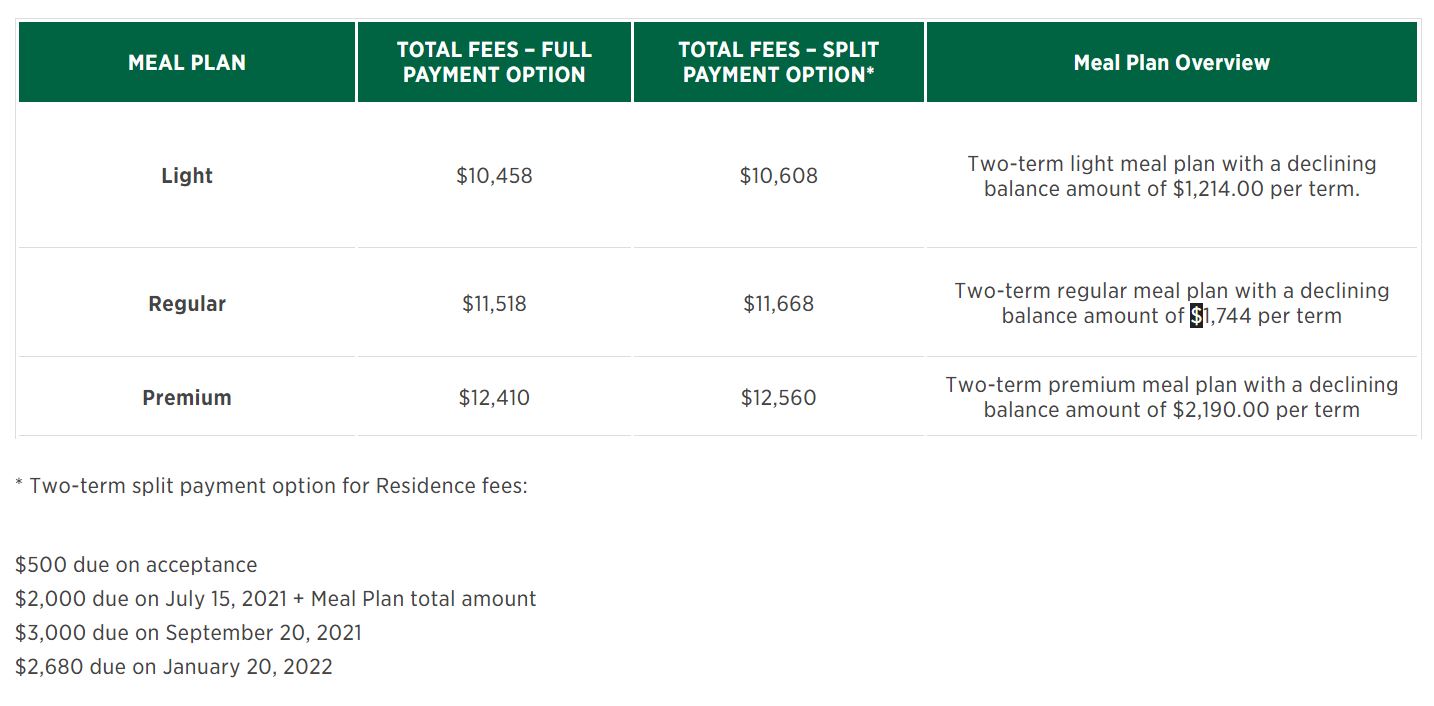 MEAL PLAN
TOTAL FEES – FULL
PAYMENT OPTION
TOTAL FEES – SPLIT
PAYMENT OPTION*
Meal Plan Overview
Light
$10,458
$10,608
Two-term light meal plan with a declining
balance amount of $1,214.00 per term.
Regular
$11,518
$11,668
Two-term regular meal plan with a declining
balance amount of $1,744 per term
Premium
$12,410
$12,560
Two-term premium meal plan with a declining
balance amount of $2,190.00 per term
* Two-term split payment option for Residence fees:
$500 due on acceptance
$2,000 due on July 15, 2021 + Meal Plan total amount
$3,000 due on September 20, 2021
$2,680 due on January 20, 2022